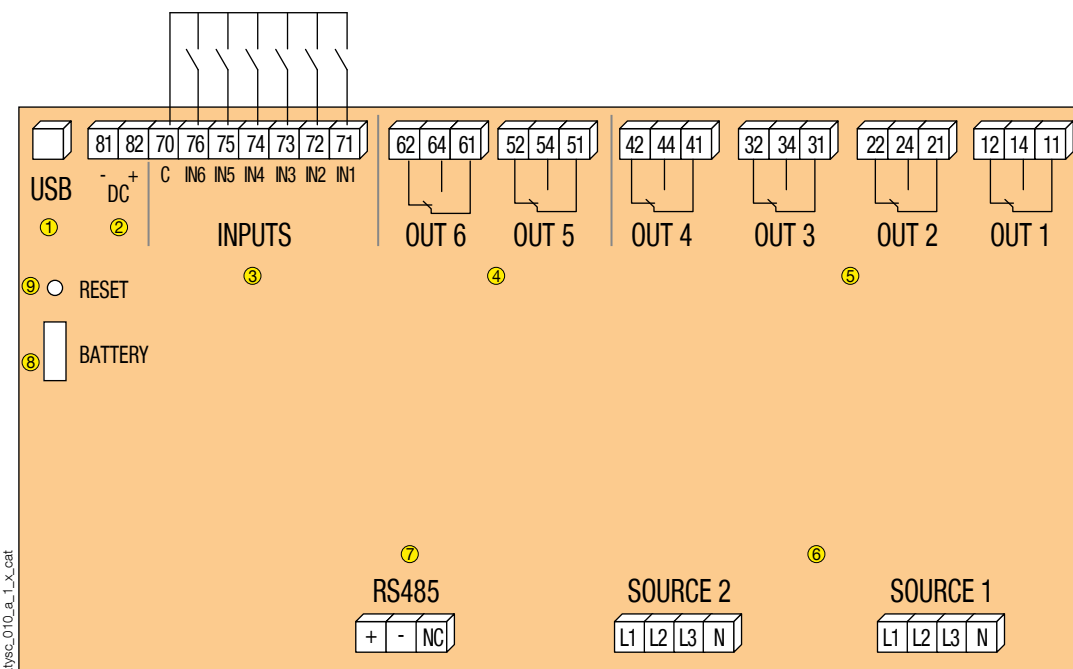 81 82 70 76 75 74 73 72 71 62 64 61 52 54 51 42 44 41 32 34 31 22 24 21 12 14 11
- + C IN6 IN5 IN4 IN3 IN2 IN1
USB DC
① ② INPUTS OUT 6 OUT 5 OUT 4 OUT 3 OUT 2 OUT 1
③ ④ ⑤
⑨ RESET
⑧ BATTERY
⑦ ⑥
RS485 SOURCE 2 SOURCE 1
+ - NC L1 L2 L3 N L1 L2 L3 N
tysc_010_a_1_x_cat